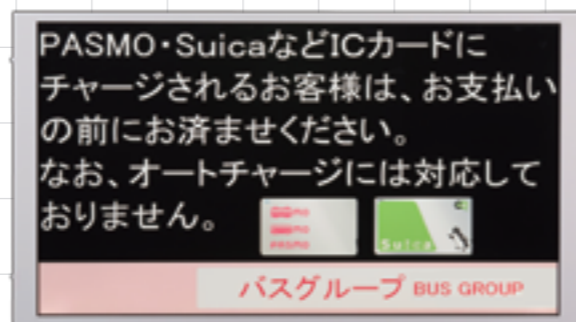 PASMO・SuicaなどICカードに
チャージされるお客様は、お支払い
の前にお済ませください。
なお、オートチャージには対応して
おりません。
PASMO
Suica
バスグループ BUS GROUP